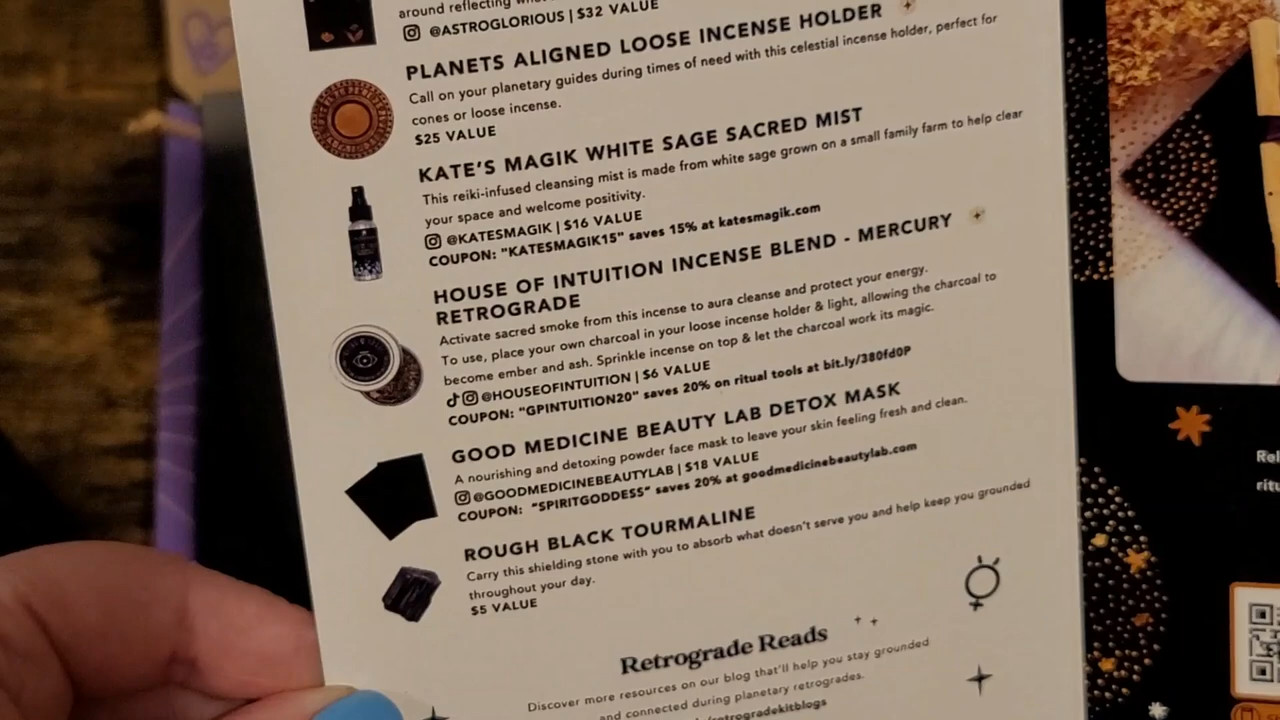 around reflecting
@ASTROGLORIOUS | $32 VALUE
PLANETS ALIGNED LOOSE INCENSE HOLDER
Call on your planetary guides during times of need with this celestial incense holder, perfect for
cones or loose incense.
$25 VALUE
KATE'S MAGIK WHITE SAGE SACRED MIST
This reiki-infused cleansing mist is made from white sage grown on a small family farm to help clear
your space and welcome positivity.
@KATESMAGIK | $16 VALUE
COUPON: "KATESMAGIK15" saves 15% at katesmagik.com
HOUSE OF INTUITION INCENSE BLEND - MERCURY
RETROGRADE
Activate sacred smoke from this incense to aura cleanse and protect your energy.
To use, place your own charcoal in your loose incense holder & light, allowing the charcoal to
become ember and ash. Sprinkle incense on top & let the charcoal work its magic.
@HOUSEOFINTUITION | $6 VALUE
COUPON: "GPINTUITION20" saves 20% on ritual tools at bit.ly/380fd0P
GOOD MEDICINE BEAUTY LAB DETOX MASK
A nourishing and detoxing powder face mask to leave your skin feeling fresh and clean.
@GOODMEDICINEBEAUTYLAB | $18 VALUE
COUPON: "SPIRITGODDESS" saves 20% at goodmedicinebeautylab.com
ROUGH BLACK TOURMALINE
Carry this shielding stone with you to absorb what doesn't serve you and help keep you grounded
throughout your day.
$5 VALUE
Retrograde Reads
Discover more resources on our blog that'll help you stay grounded
and connected during planetary retrogrades.
/retrogradekitblogs